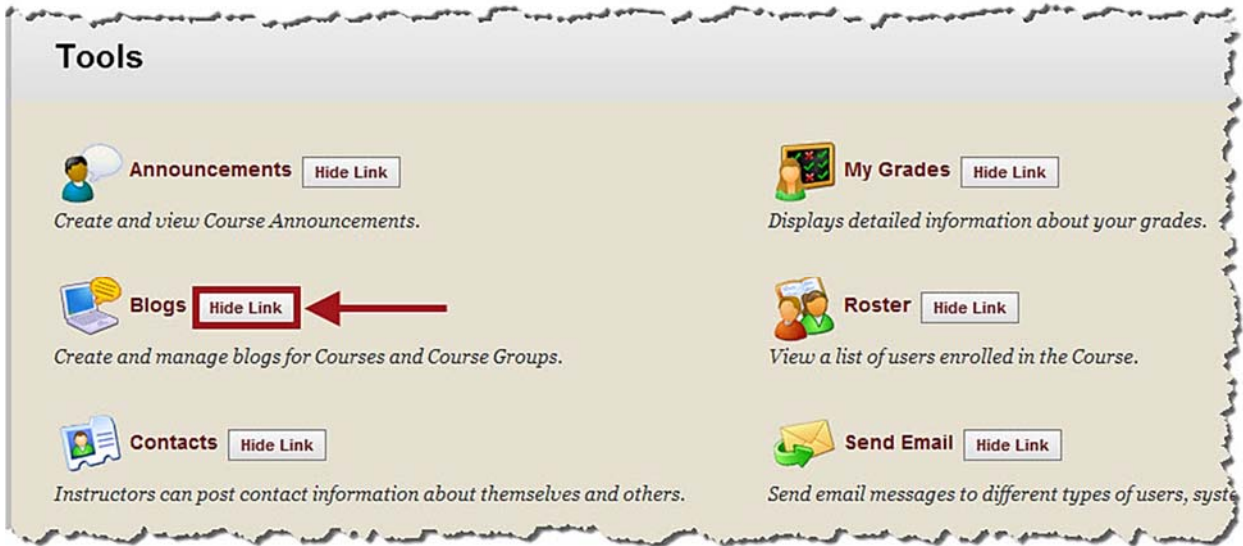 Tools
Announcements Hide Link
Create and view Course Announcements.
My Grades Hide Link
Displays detailed information about your grades.
Blogs Hide Link
Create and manage blogs for Courses and Course Groups.
Roster Hide Link
View a list of users enrolled in the Course.
Contacts Hide Link
Instructors can post contact information about themselves and others.
Send Email Hide Link
Send email messages to different types of users, syste